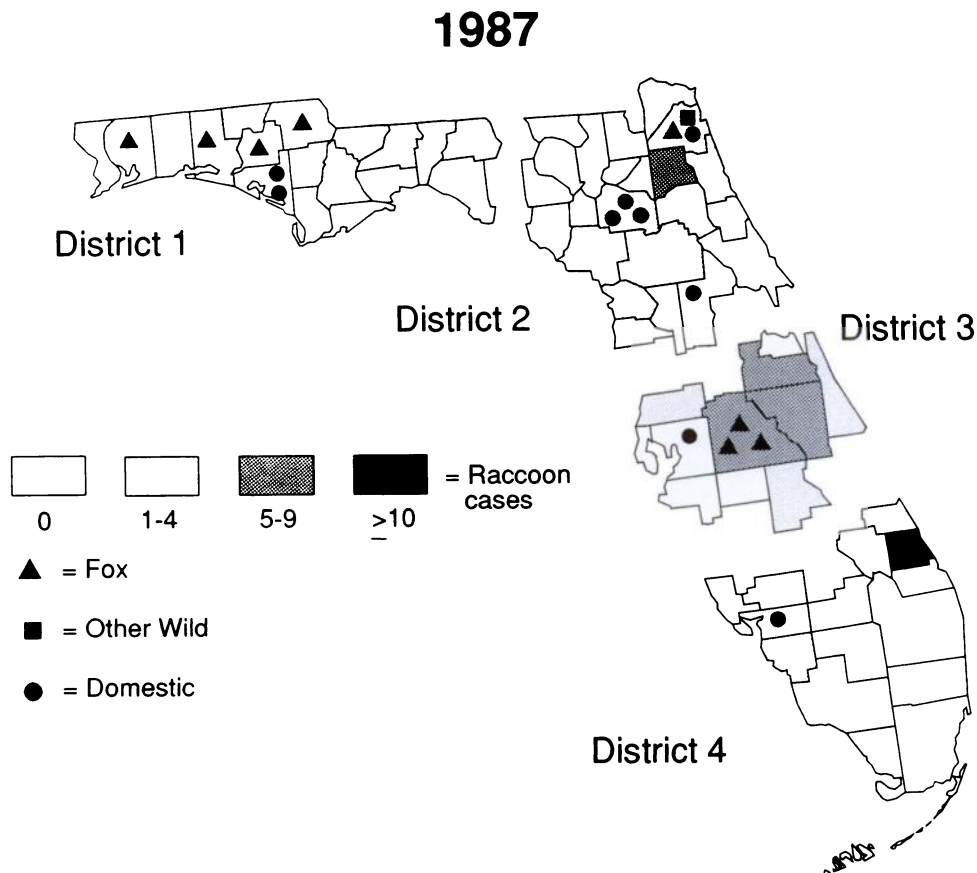 1987
District 1
District 2
District 3
0
1-4
5-9
≥10
= Raccoon
cases
= Fox
= Other Wild
= Domestic
District 4